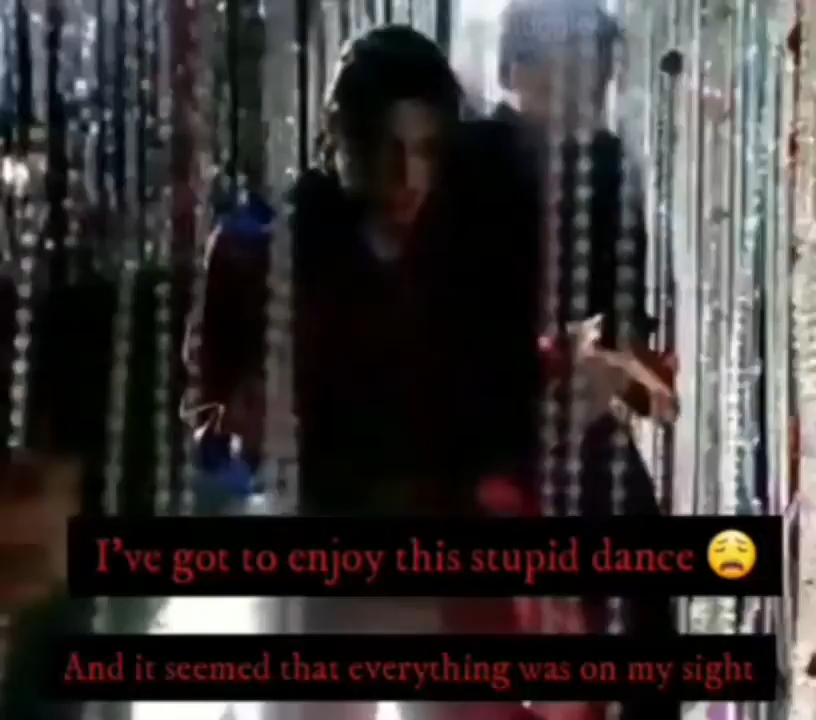 I've got to enjoy this stupid dance 😩
And it seemed that everything was on my sight